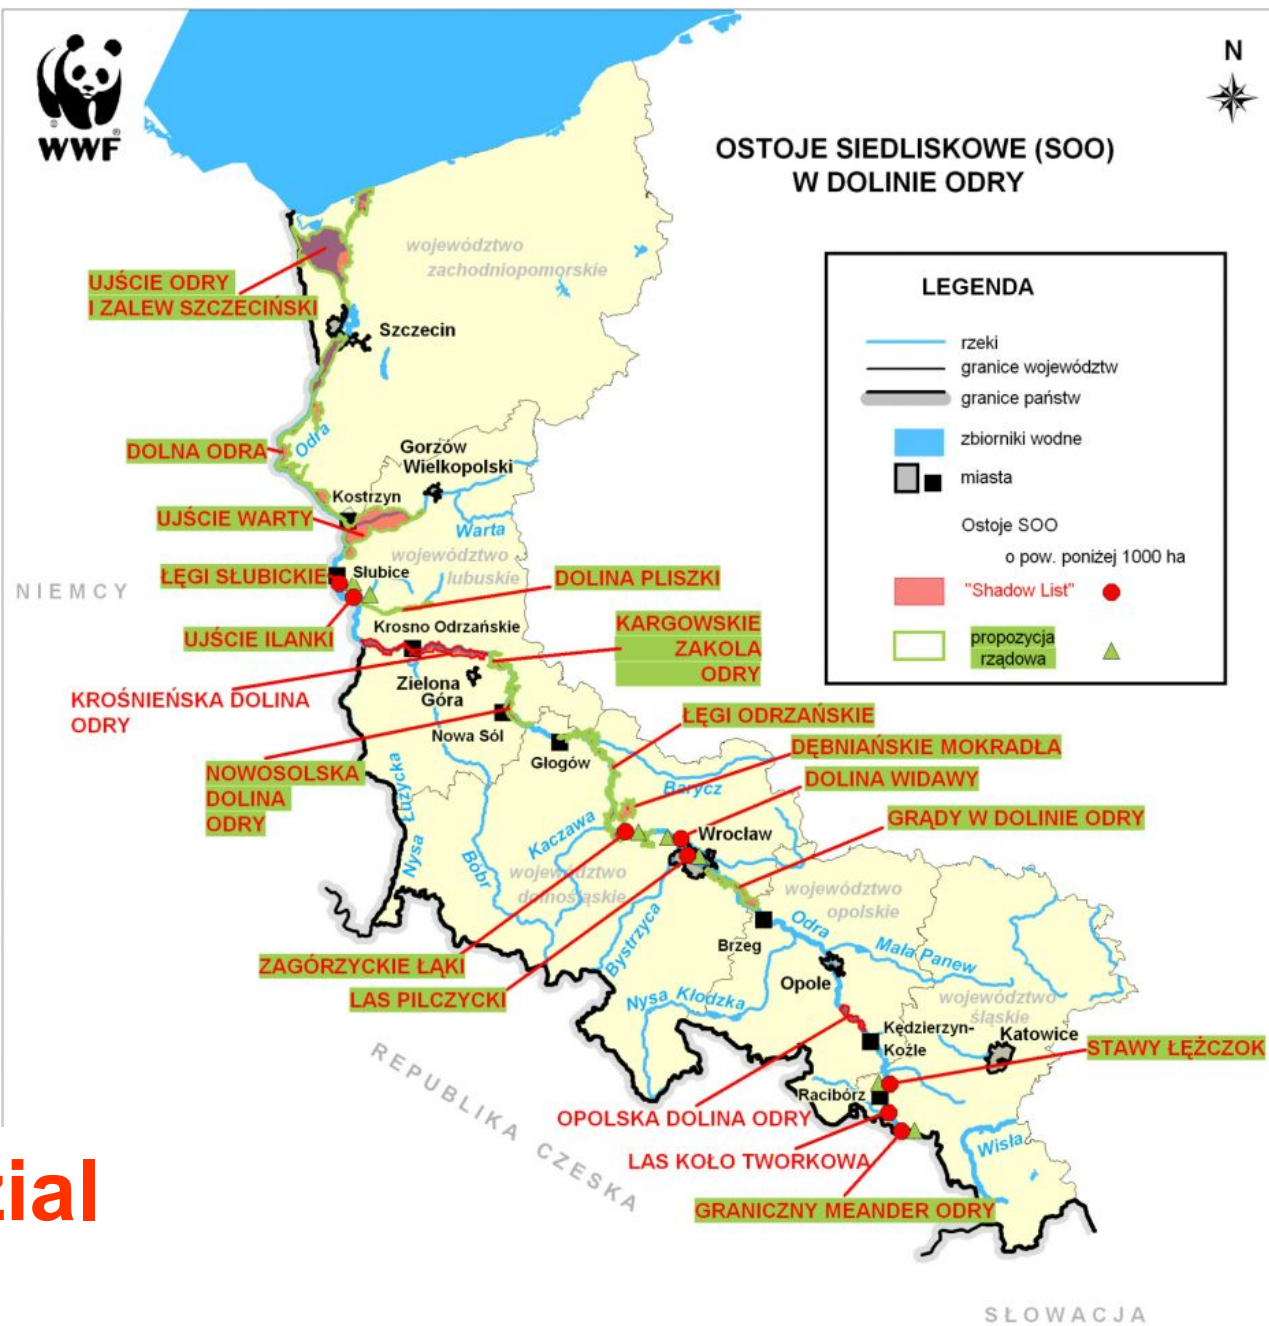 WWF
®
N
OSTOJE SIEDLISKOWE (SOO)
W DOLINIE ODRY
LEGENDA
rzeki
granice województw
granice państw
zbiorniki wodne
miasta
Ostoje SOO
o pow. poniżej 1000 ha
"Shadow List"
propozycja
rządowa
województwo
zachodniopomorskie
UJŚCIE ODRY
I ZALEW SZCZECIŃSKI
Szczecin
Odra
DOLNA ODRA
Gorzów
Wielkopolski
Kostrzyn
UJŚCIE WARTY
Warta
województwo
lubuskie
NIEMCY
ŁĘGI SŁUBICKIE
Słubice
DOLINA PLISZKI
UJŚCIE ILANKI
Krosno Odrzańskie
KARGOWSKIE
ZAKOLA
ODRY
KROŚNIEŃSKA DOLINA
ODRY
Zielona
Góra
Nowa Sól
ŁĘGI ODRZAŃSKIE
Głogów
DĘBNIAŃSKIE MOKRADŁA
NOWOSOLSKA
DOLINA
ODRY
DOLINA WIDAWY
Barycz
Nysa Łużycka
GRĄDY W DOLINIE ODRY
Kaczawa
Wrocław
Bóbr
województwo
dolnośląskie
województwo
opolskie
Bystrzyca
Brzeg
Odra
Mała Panew
ZAGÓRZYCKIE ŁĄKI
LAS PILCZYCKI
Opole
Nysa Kłodzka
województwo
śląskie
Kędzierzyn-
Koźle
Katowice
STAWY ŁĘŻCZOK
REPUBLIKA CZESKA
Racibórz
OPOLSKA DOLINA ODRY
LAS KOŁO TWORKOWA
Wisła
GRANICZNY MEANDER ODRY
zial
SŁOWACJA